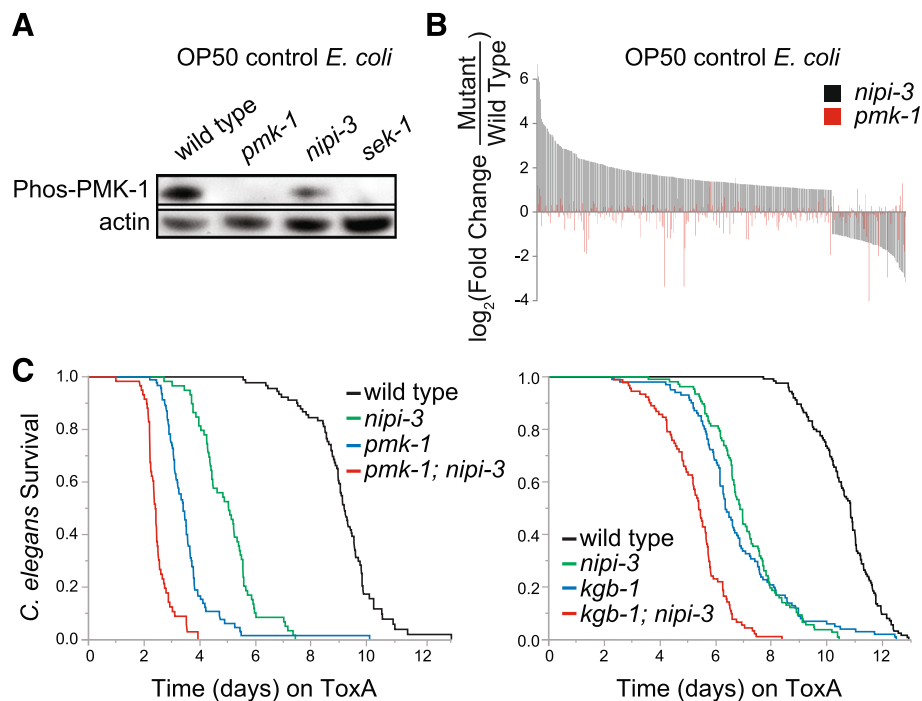 A
OP50 control E. coli
wild type
pmk-1
nipi-3
sek-1
Phos-PMK-1
actin
B
OP50 control E. coli
nipi-3
pmk-1
log2(Fold Change Mutant/Wild Type)
6
4
2
0
-2
-4
C
C. elegans Survival
1.0
0.8
0.6
0.4
0.2
0.0
wild type
nipi-3
pmk-1
pmk-1; nipi-3
0 2 4 6 8 10 12
Time (days) on ToxA
1.0
0.8
0.6
0.4
0.2
0.0
wild type
nipi-3
kgb-1
kgb-1; nipi-3
0 2 4 6 8 10 12
Time (days) on ToxA